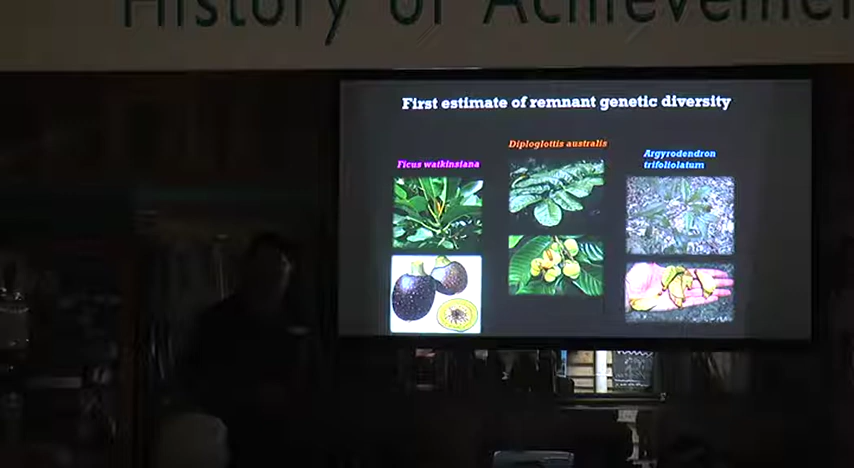 History of Achievement
First estimate of remnant genetic diversity
Diploglottis australis
Ficus watkinsiana
Argyrodendron
trifoliolatum